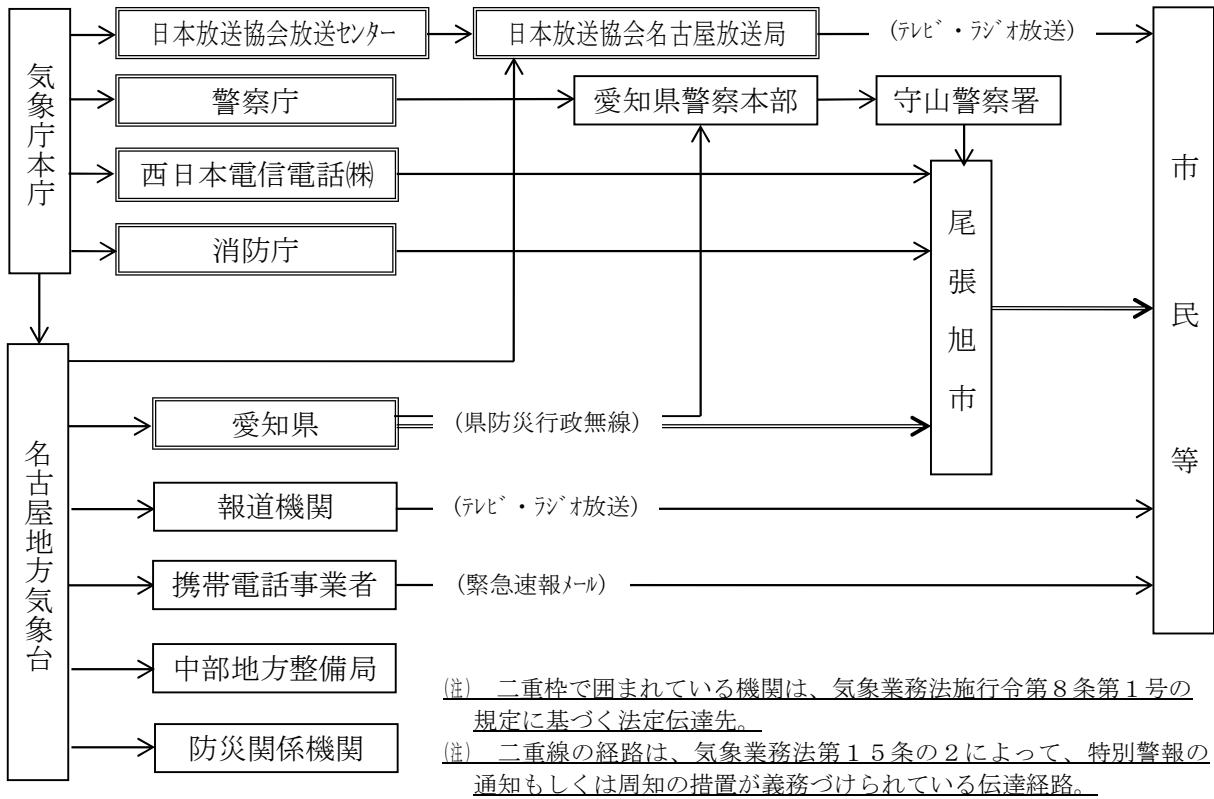 気象庁本庁
日本放送協会放送ｾﾝﾀｰ
日本放送協会名古屋放送局
(ﾃﾚﾋﾞ・ﾗｼﾞｵ放送)
警察庁
愛知県警察本部
守山警察署
西日本電信電話㈱
消防庁
尾張旭市
市民等
名古屋地方気象台
愛知県
(県防災行政無線)
報道機関
(ﾃﾚﾋﾞ・ﾗｼﾞｵ放送)
携帯電話事業者
(緊急速報ﾒｰﾙ)
中部地方整備局
防災関係機関
(注)　二重枠で囲まれている機関は、気象業務法施行令第８条第１号の
規定に基づく法定伝達先。
(注)　二重線の経路は、気象業務法第１５条の２によって、特別警報の
通知もしくは周知の措置が義務づけられている伝達経路。